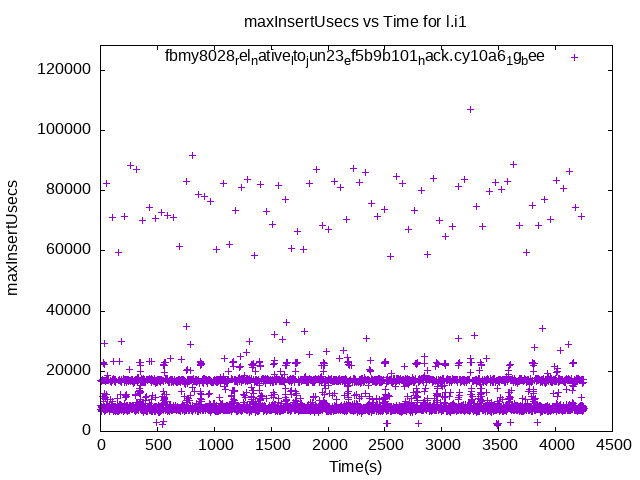 maxInsertUsecs vs Time for l.i1
fbmy8028relnativeltojun23ef5b9b101hack.cy10a61gbee
120000
100000
80000
60000
40000
20000
0
maxInsertUsecs
0 500 1000 1500 2000 2500 3000 3500 4000 4500
Time(s)